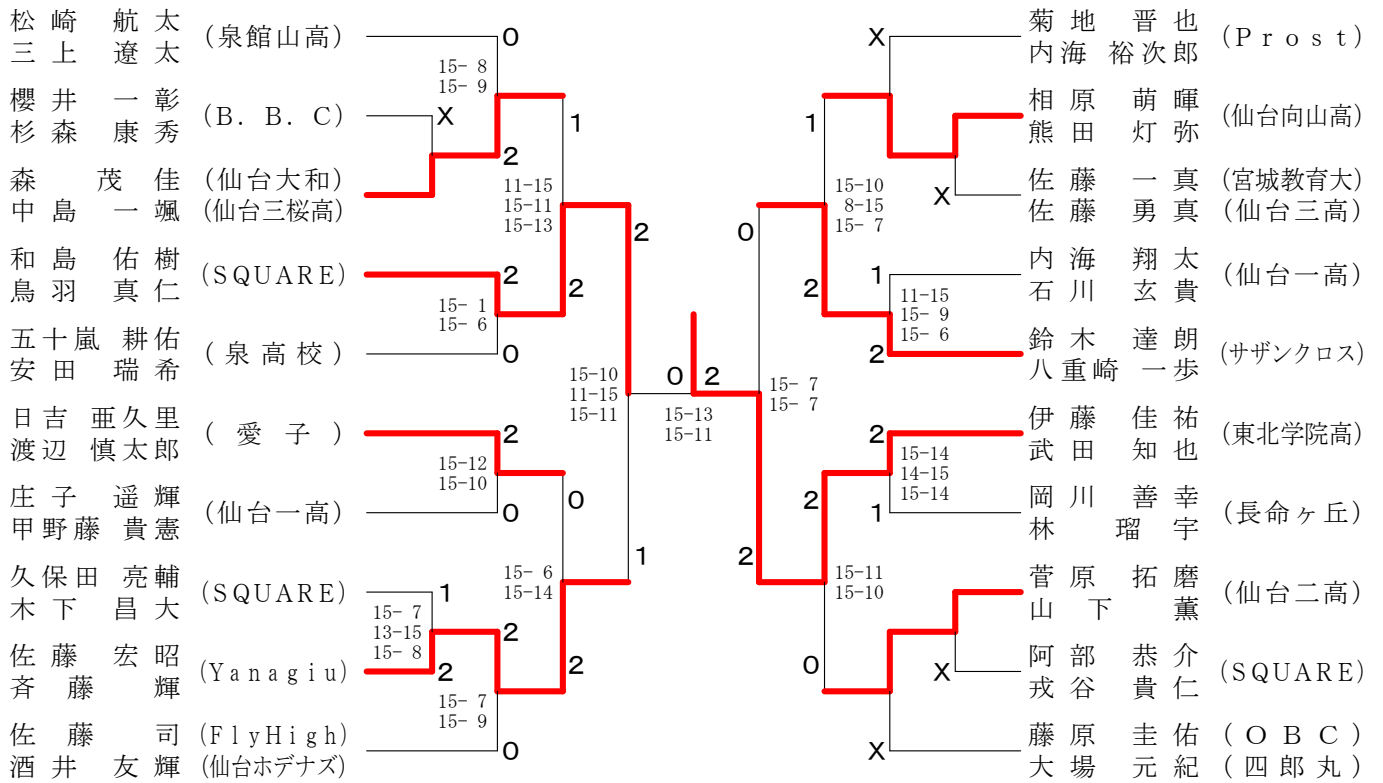 松崎 航太
三上 遼太
(泉館山高)
0
15- 8
15- 9
櫻井 一彰
杉森 康秀
(B. B. C)
X
2
1
森 茂佳 (仙台大和)
中島 一颯 (仙台三桜高)
11-15
15-11
15-13
2
和島 佑樹
鳥羽 真仁
(SQUARE)
2
2
15- 1
15- 6
五十嵐 耕佑
安田 瑞希
(泉高校)
0
15-10
11-15
15-11
日吉 亜久里
渡辺 慎太郎
(愛子)
2
15-12
15-10
0
庄子 遥輝
甲野藤 貴憲
(仙台一高)
0
1
15- 6
15-14
久保田 亮輔
木下 昌大
(SQUARE)
1
15- 7
13-15
15- 8
2
佐藤 宏昭
斉藤 輝
(Yanagiu)
2
2
15- 7
15- 9
佐藤 司 (FlyHigh)
酒井 友輝 (仙台ホデナズ)
0
0 2
15-13
15-11
X
菊地 晋也
内海 裕次郎
(Prost)
1
相原 萌暉
熊田 灯弥
(仙台向山高)
15-10
8-15
15- 7
X
佐藤 一真 (宮城教育大)
佐藤 勇真 (仙台三高)
0
2
1
内海 翔太
石川 玄貴
(仙台一高)
11-15
15- 9
15- 6
2
鈴木 達朗
八重崎 一歩
(サザンクロス)
15- 7
15- 7
2
伊藤 佳祐
武田 知也
(東北学院高)
15-14
14-15
15-14
2
1
岡川 善幸
林 瑠宇
(長命ヶ丘)
2
15-11
15-10
菅原 拓磨
山下 薫
(仙台二高)
0
X
阿部 恭介
戎谷 貴仁
(SQUARE)
X
藤原 圭佑 (OBC)
大場 元紀 (四郎丸)